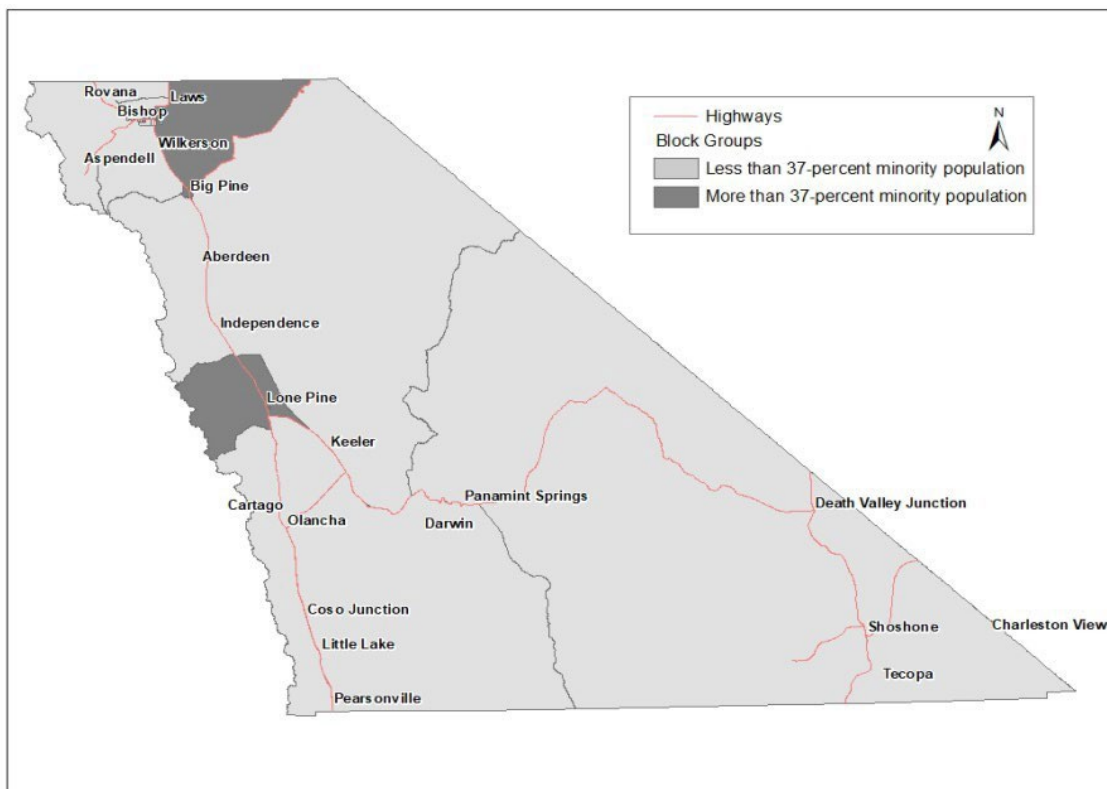 Rovana
Laws
Bishop
Wilkerson
Aspendell
Big Pine
Aberdeen
Independence
Lone Pine
Keeler
Cartago
Olancha
Darwin
Panamint Springs
Death Valley Junction
Coso Junction
Little Lake
Shoshone
Charleston View
Tecopa
Pearsonville
Highways
N
Block Groups
Less than 37-percent minority population
More than 37-percent minority population